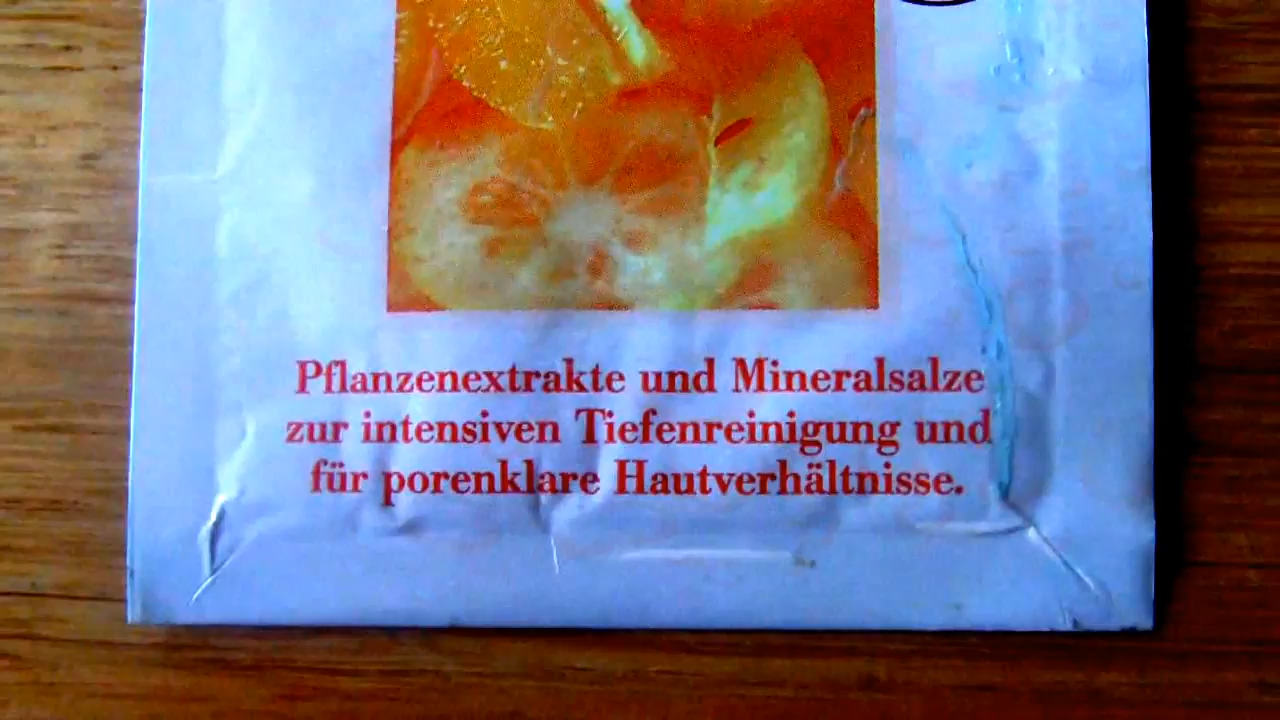 Pflanzenextrakte und Mineralsalze
zur intensiven Tiefenreinigung und
für porenklare Hautverhältnisse.